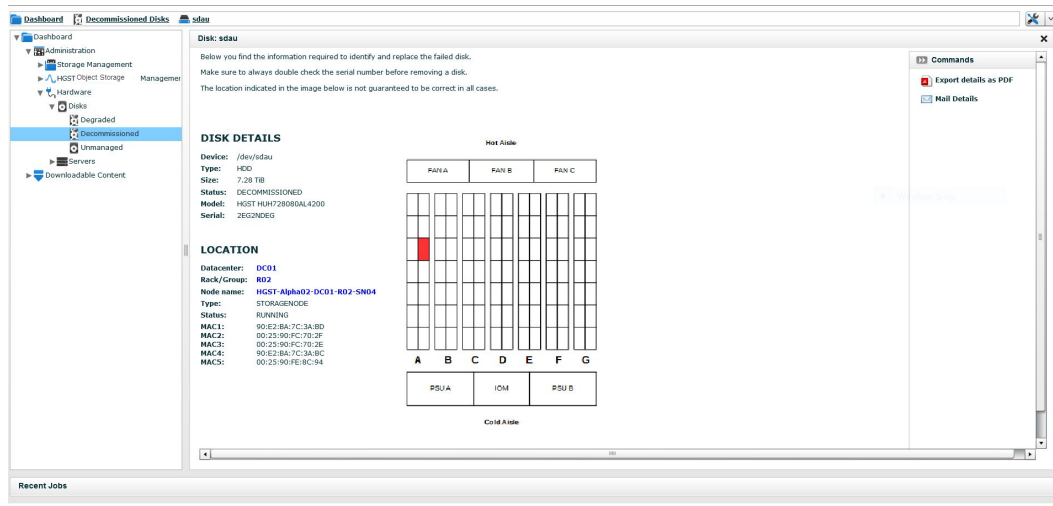 Dashboard Decommissioned Disks sdau
Dashboard
Administration
Storage Management
HGST Object Storage Managemen
Hardware
Disks
Degraded
Decommissioned
Unmanaged
Servers
Downloadable Content
Disk: sdau
Below you find the information required to identify and replace the failed disk.
Make sure to always double check the serial number before removing a disk.
The location indicated in the image below is not guaranteed to be correct in all cases.
DISK DETAILS
Device: /dev/sdau
Type: HDD
Size: 7.28 TiB
Status: DECOMMISSIONED
Model: HGST HUH728080AL4200
Serial: 2EG2NDEG
LOCATION
Datacenter: DC01
Rack/Group: R02
Node name: HGST-Alpha02-DC01-R02-SN04
Type: STORAGENODE
Status: RUNNING
MAC1: 90:E2:BA:7C:3A:BD
MAC2: 00:25:90:FC:70:2F
MAC3: 00:25:90:FC:70:2E
MAC4: 90:E2:BA:7C:3A:BC
MAC5: 00:25:90:FE:8C:94
Hot Aisle
FAN A FAN B FAN C
A B C D E F G
PSU A IOM PSU B
Cold Aisle
Commands
Export details as PDF
Mail Details
Recent Jobs